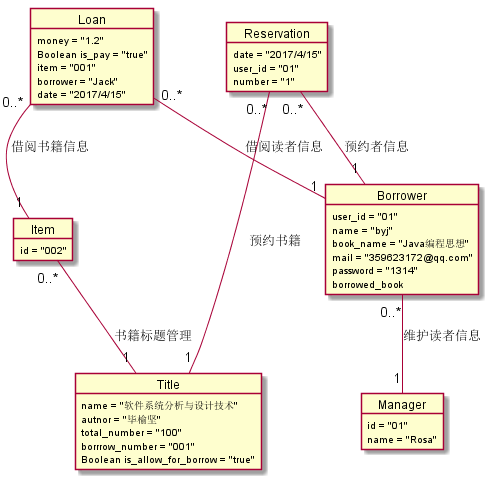 Loan
money = "1.2"
Boolean is_pay = "true"
item = "001"
borrower = "Jack"
date = "2017/4/15"
Reservation
date = "2017/4/15"
user_id = "01"
number = "1"
0..*
0..*
0..*
0..*
借阅书籍信息
借阅读者信息
预约者信息
1
1
1
Borrower
user_id = "01"
name = "byj"
book_name = "Java编程思想"
mail = "359623172@qq.com"
password = "1314"
borrowed_book
Item
id = "002"
预约书籍
0..*
0..*
书籍标题管理
维护读者信息
1
1
1
Title
name = "软件系统分析与设计技术"
autnor = "毕榆坚"
total_number = "100"
borrrow_number = "001"
Boolean is_allow_for_borrow = "true"
Manager
id = "01"
name = "Rosa"